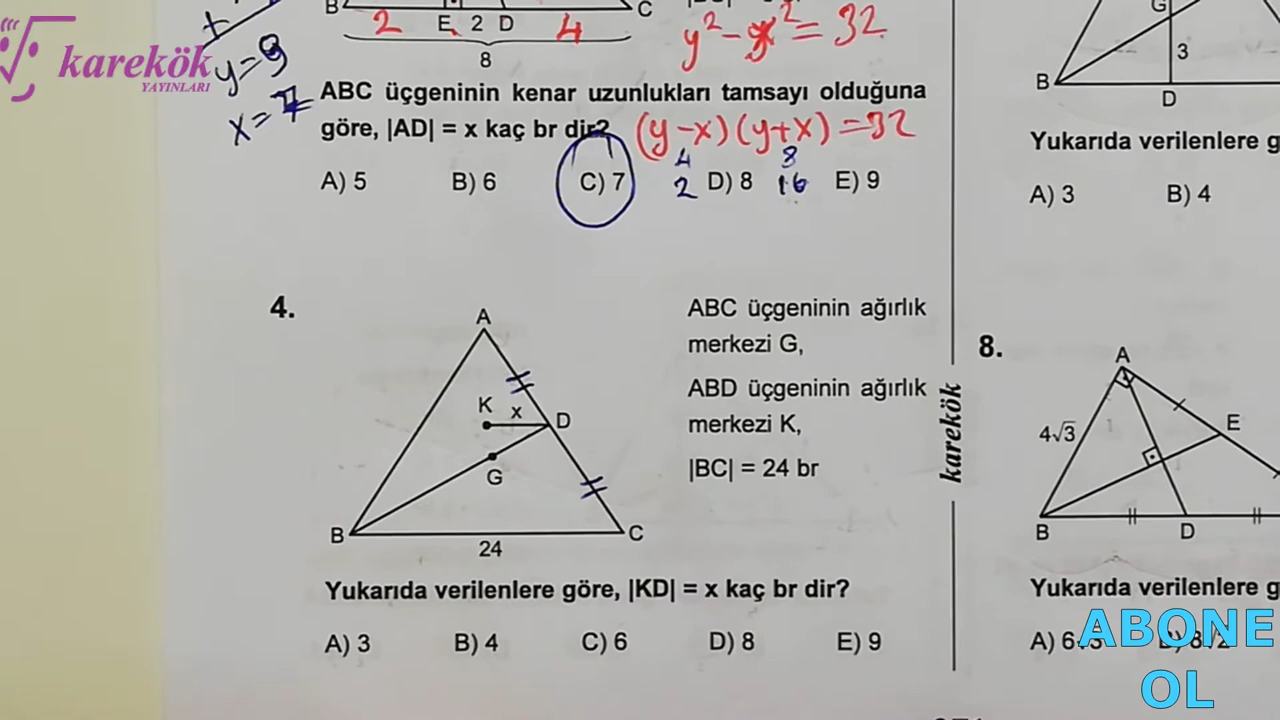 karekök
YAYINLARI
B
E
2
D
C
2
4
8
y² - x² = 32
y=9
x=7
ABC üçgeninin kenar uzunlukları tamsayı olduğuna
göre, |AD| = x kaç br dir?
(y-x)(y+x) = 32
4 8
2 16
A) 5 B) 6 C) 7 D) 8 E) 9
4.
A
K
x
D
G
B
C
24
ABC üçgeninin ağırlık
merkezi G,
ABD üçgeninin ağırlık
merkezi K,
|BC| = 24 br
Yukarıda verilenlere göre, |KD| = x kaç br dir?
A) 3 B) 4 C) 6 D) 8 E) 9
karekök
G
3
B
D
Yukarıda verilenlere g
A) 3 B) 4
8.
A
4√3
E
B
D
Yukarıda verilenlere g
ABONE
OL